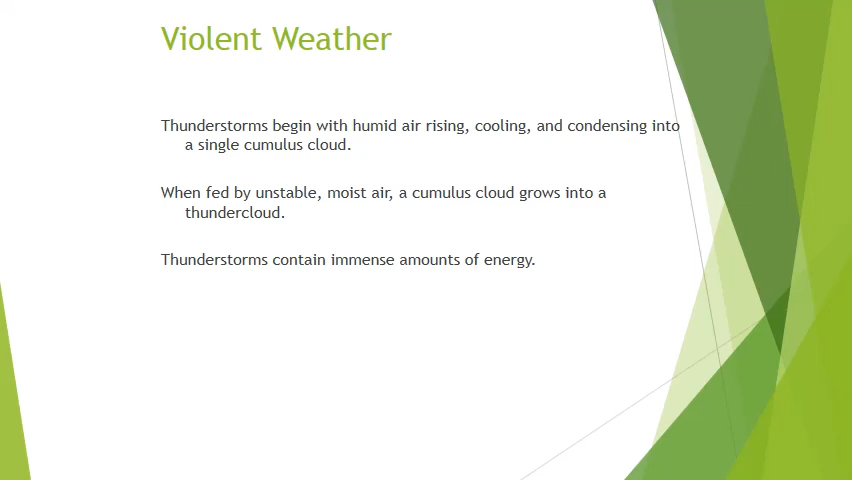 Violent Weather
Thunderstorms begin with humid air rising, cooling, and condensing into
a single cumulus cloud.
When fed by unstable, moist air, a cumulus cloud grows into a
thundercloud.
Thunderstorms contain immense amounts of energy.